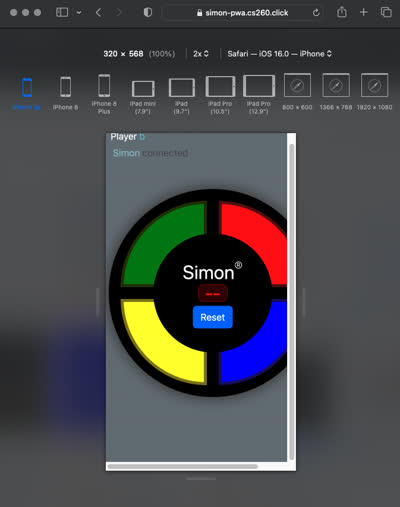 simon-pwa.cs260.click
320 × 568 (100%) 2x Safari — iOS 16.0 — iPhone
iPhone 8 iPhone 8 Plus iPad mini (7.9") iPad (9.7") iPad Pro (10.5") iPad Pro (12.9") 800 × 600 1366 × 768 1920 × 1080
Player b
Simon connected
Simon®
--
Reset